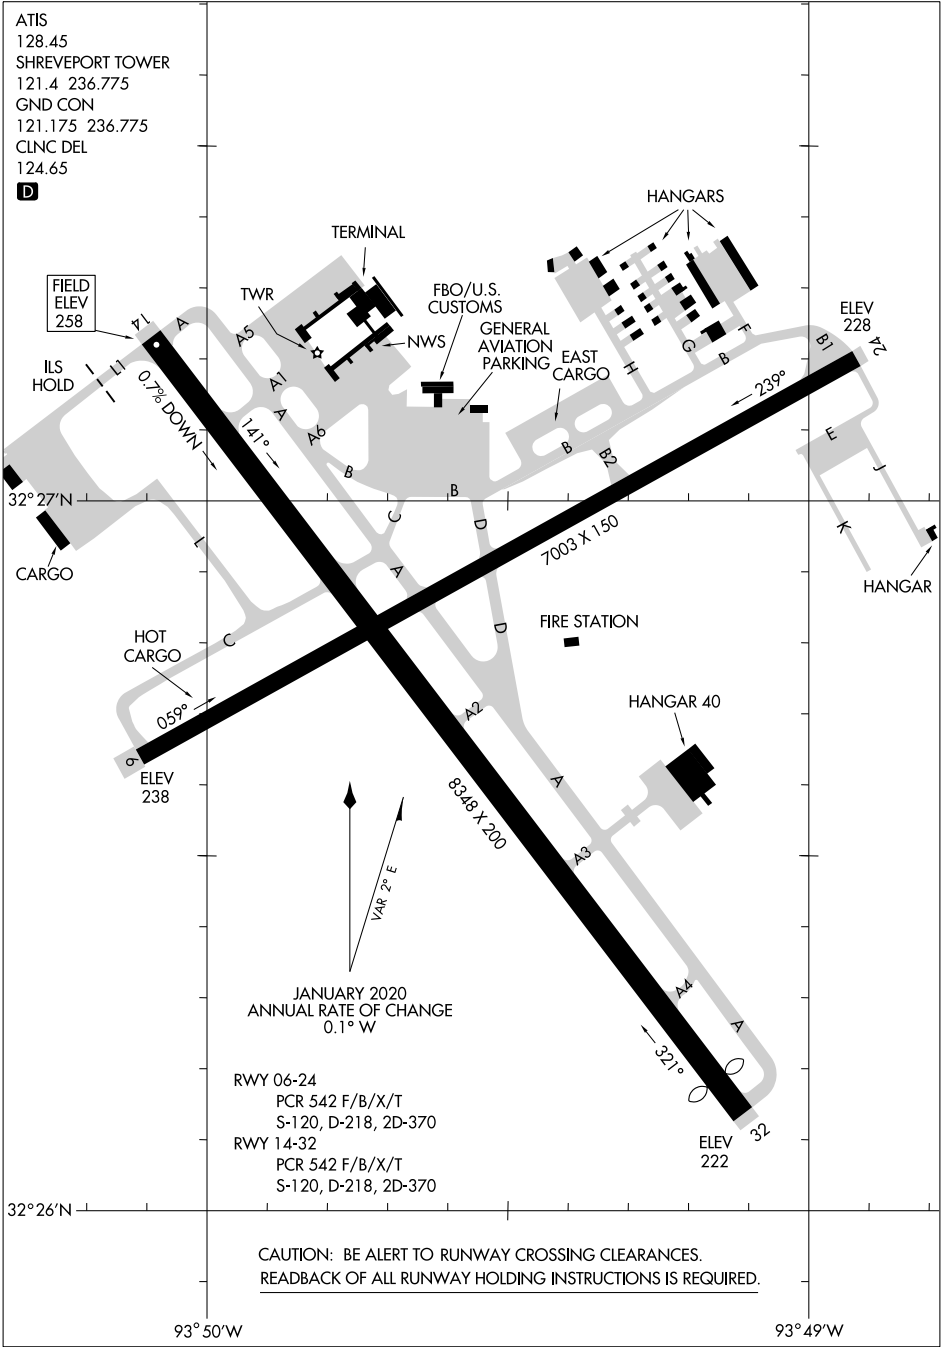 ATIS
128.45
SHREVEPORT TOWER
121.4 236.775
GND CON
121.175 236.775
CLNC DEL
124.65
D
HANGARS
TERMINAL
FIELD
ELEV
258
TWR
FBO/U.S.
CUSTOMS
NWS
GENERAL
AVIATION
PARKING
EAST
CARGO
ELEV
228
14
A
A5
24
B1
F
G
B
H
ILS
HOLD
L1
0.7% DOWN
A1
A
A6
141°
239°
B
B
B2
B
E
J
K
32°27'N
C
D
7003 X 150
L
A
CARGO
HANGAR
HOT
CARGO
C
D
FIRE STATION
059°
6
ELEV
238
A2
HANGAR 40
8348 X 200
A
A3
VAR 2° E
JANUARY 2020
ANNUAL RATE OF CHANGE
0.1° W
A4
A
321°
RWY 06-24
PCR 542 F/B/X/T
S-120, D-218, 2D-370
RWY 14-32
PCR 542 F/B/X/T
S-120, D-218, 2D-370
32
ELEV
222
32°26'N
CAUTION: BE ALERT TO RUNWAY CROSSING CLEARANCES.
READBACK OF ALL RUNWAY HOLDING INSTRUCTIONS IS REQUIRED.
93°50'W
93°49'W